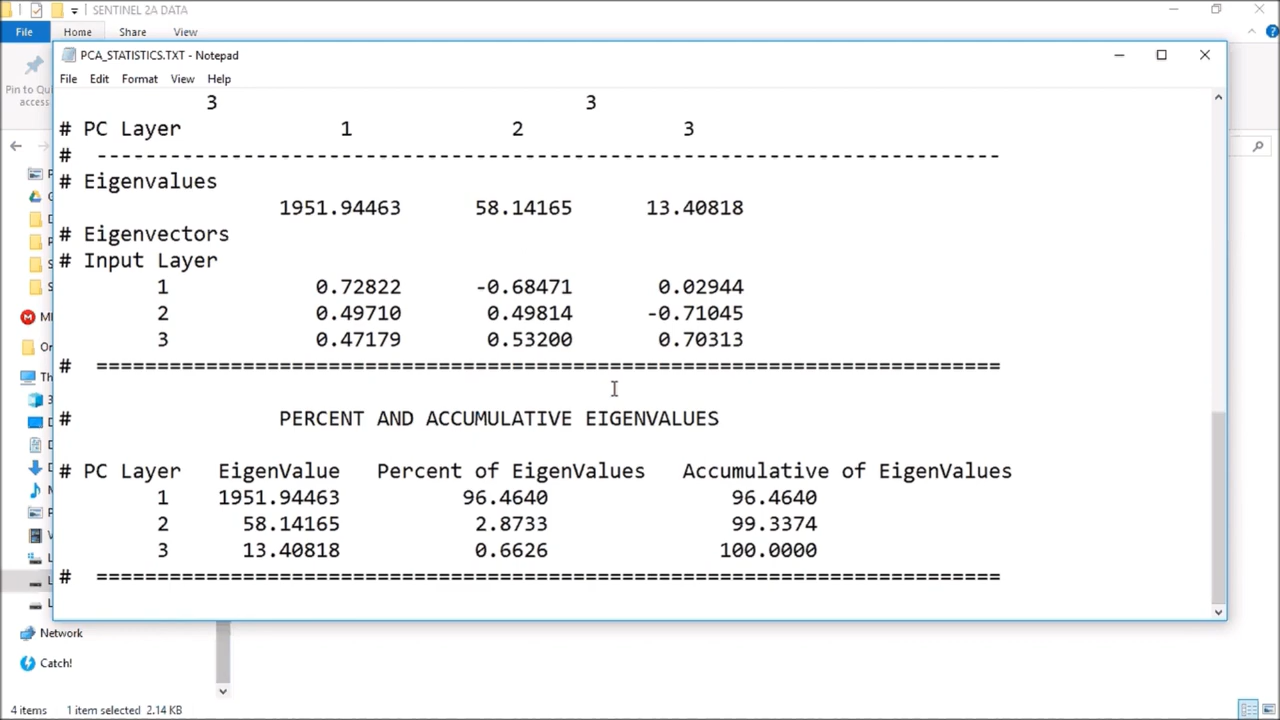 SENTINEL 2A DATA
File Home Share View
PCA_STATISTICS.TXT - Notepad
File Edit Format View Help
Pin to Quick
access
3 3
# PC Layer 1 2 3
# --------------------------------------------------------------------------
# Eigenvalues
1951.94463 58.14165 13.40818
# Eigenvectors
# Input Layer
1 0.72822 -0.68471 0.02944
2 0.49710 0.49814 -0.71045
3 0.47179 0.53200 0.70313
# ==========================================================================
# PERCENT AND ACCUMULATIVE EIGENVALUES
# PC Layer EigenValue Percent of EigenValues Accumulative of EigenValues
1 1951.94463 96.4640 96.4640
2 58.14165 2.8733 99.3374
3 13.40818 0.6626 100.0000
# ==========================================================================
Network
Catch!
4 items 1 item selected 2.14 KB